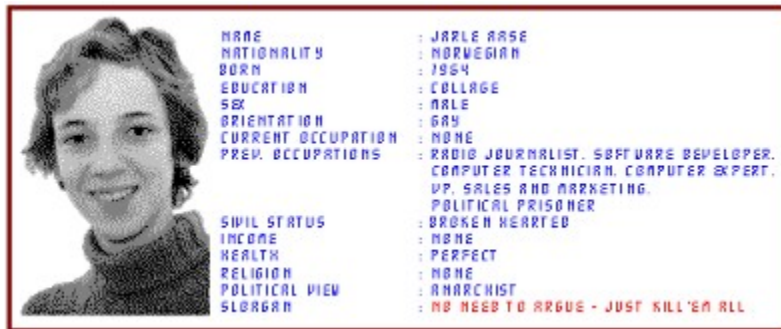 NAME : JARLE AASE
NATIONALITY : NORWEGIAN
BORN : 1964
EDUCATION : COLLAGE
SEX : MALE
ORIENTATION : GAY
CURRENT OCCUPATION : NONE
PREV. OCCUPATIONS : RADIO JOURNALIST. SOFTWARE DEVELOPER.
COMPUTER TECHNICIAN. COMPUTER EXPERT.
VP. SALES AND MARKETING.
POLITICAL PRISONER
SIVIL STATUS : BROKEN HEARTED
INCOME : NONE
HEALTH : PERFECT
RELIGION : NONE
POLITICAL VIEW : ANARCHIST
SLOAGAN : NO NEED TO ARGUE - JUST KILL'EM ALL